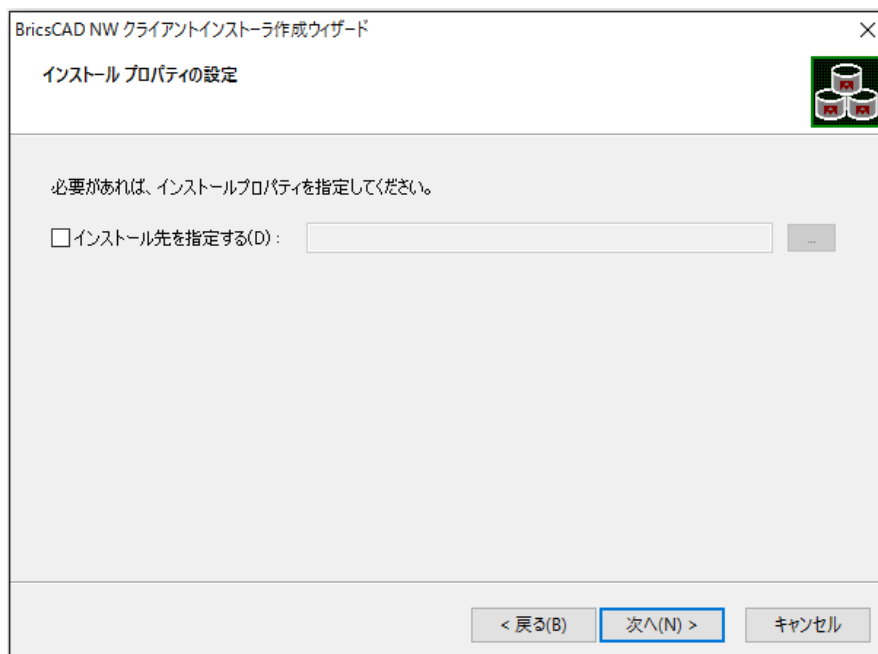 BricsCAD NW クライアントインストーラ作成ウィザード
インストール プロパティの設定
必要があれば、インストールプロパティを指定してください。
インストール先を指定する(D) :
...
< 戻る(B)
次へ(N) >
キャンセル